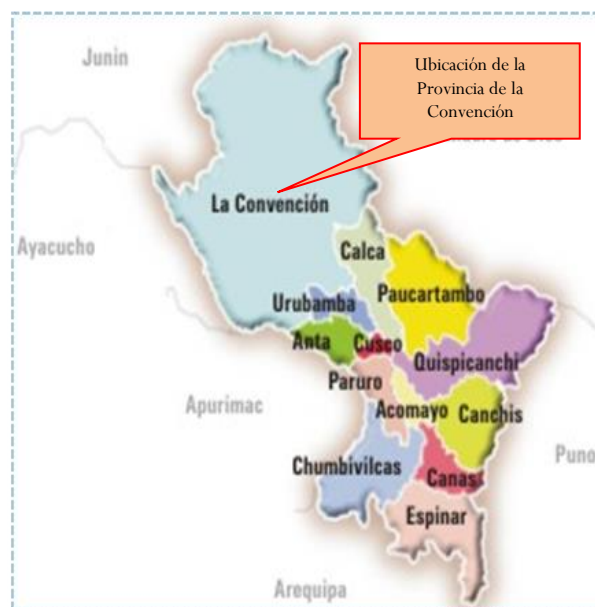 Junin
Ubicación de la
Provincia de la
Convención
La Convención
Ayacucho
Calca
Paucartambo
Urubamba
Anta
Cusco
Quispicanchi
Paruro
Apurimac
Acomayo
Canchis
Puno
Chumbivilcas
Canas
Espinar
Arequipa